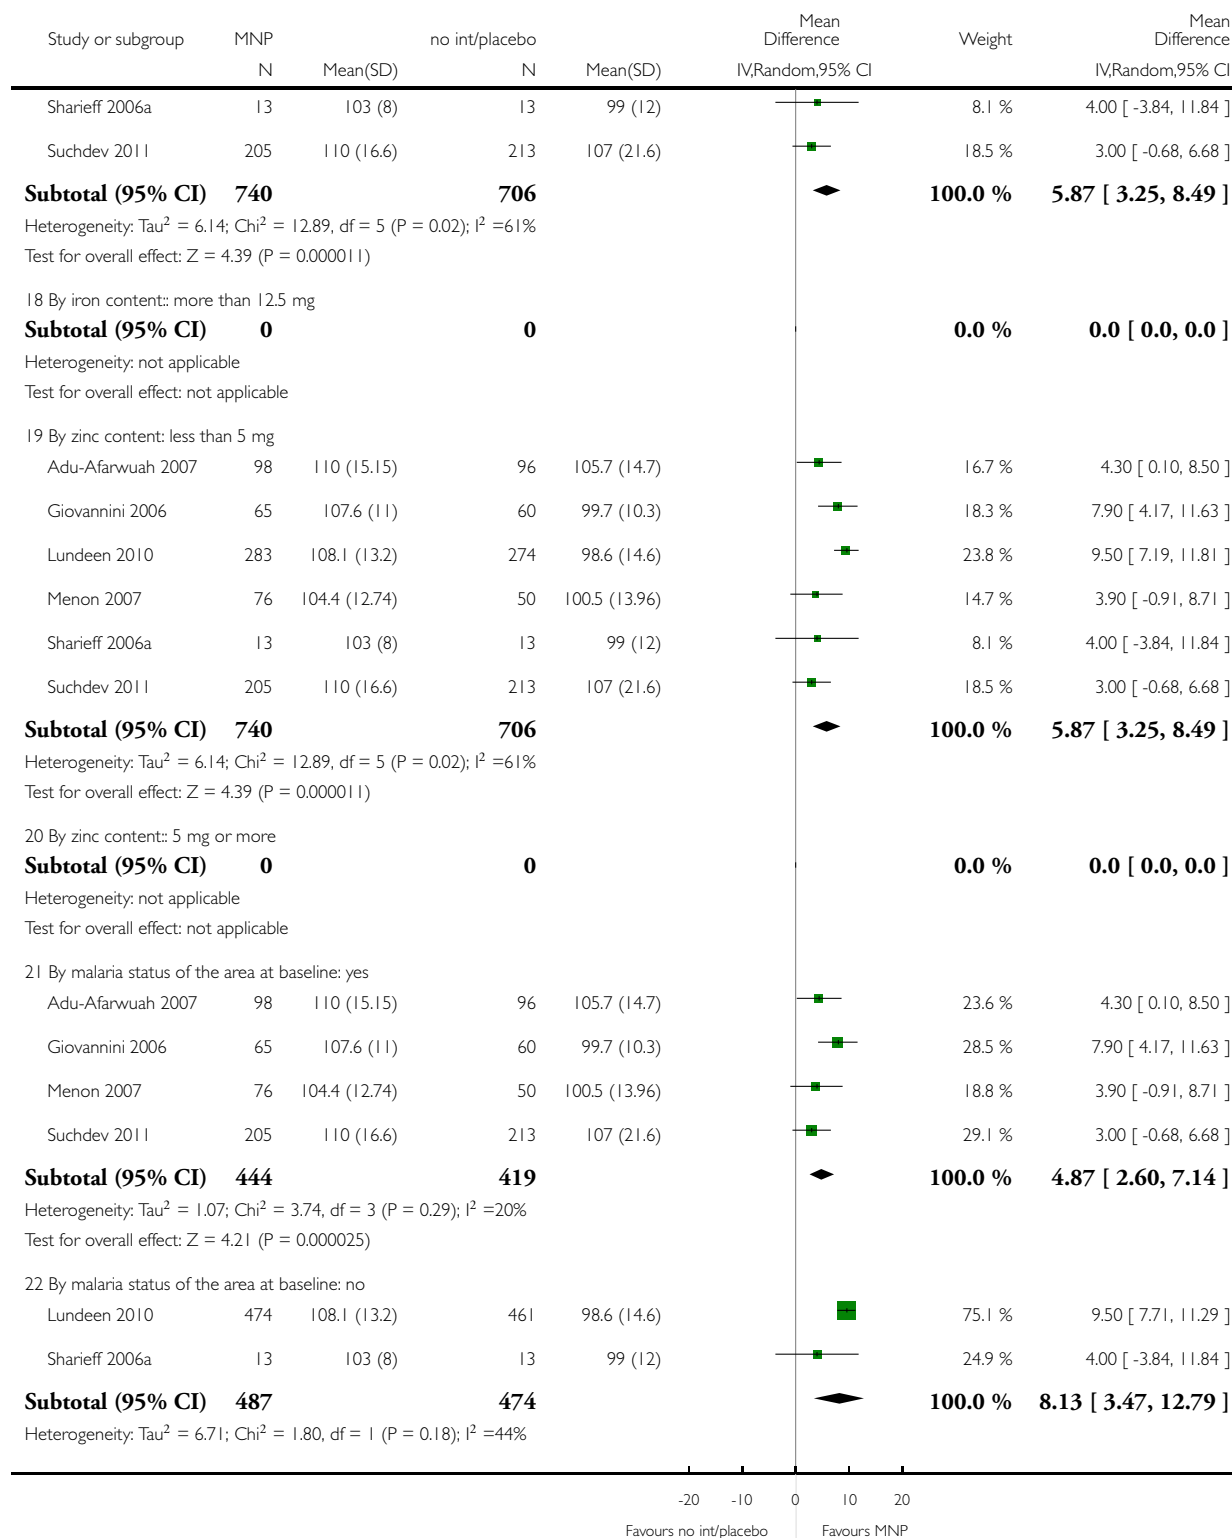 Study or subgroup MNP no int/placebo Mean Difference Weight Mean Difference
N Mean(SD) N Mean(SD) IV,Random,95% CI IV,Random,95% CI
Sharieff 2006a 13 103 (8) 13 99 (12) 8.1 % 4.00 [ -3.84, 11.84 ]
Suchdev 2011 205 110 (16.6) 213 107 (21.6) 18.5 % 3.00 [ -0.68, 6.68 ]
Subtotal (95% CI) 740 706 100.0 % 5.87 [ 3.25, 8.49 ]
Heterogeneity: Tau² = 6.14; Chi² = 12.89, df = 5 (P = 0.02); I² =61%
Test for overall effect: Z = 4.39 (P = 0.000011)
18 By iron content:: more than 12.5 mg
Subtotal (95% CI) 0 0 0.0 % 0.0 [ 0.0, 0.0 ]
Heterogeneity: not applicable
Test for overall effect: not applicable
19 By zinc content: less than 5 mg
Adu-Afarwuah 2007 98 110 (15.15) 96 105.7 (14.7) 16.7 % 4.30 [ 0.10, 8.50 ]
Giovannini 2006 65 107.6 (11) 60 99.7 (10.3) 18.3 % 7.90 [ 4.17, 11.63 ]
Lundeen 2010 283 108.1 (13.2) 274 98.6 (14.6) 23.8 % 9.50 [ 7.19, 11.81 ]
Menon 2007 76 104.4 (12.74) 50 100.5 (13.96) 14.7 % 3.90 [ -0.91, 8.71 ]
Sharieff 2006a 13 103 (8) 13 99 (12) 8.1 % 4.00 [ -3.84, 11.84 ]
Suchdev 2011 205 110 (16.6) 213 107 (21.6) 18.5 % 3.00 [ -0.68, 6.68 ]
Subtotal (95% CI) 740 706 100.0 % 5.87 [ 3.25, 8.49 ]
Heterogeneity: Tau² = 6.14; Chi² = 12.89, df = 5 (P = 0.02); I² =61%
Test for overall effect: Z = 4.39 (P = 0.000011)
20 By zinc content:: 5 mg or more
Subtotal (95% CI) 0 0 0.0 % 0.0 [ 0.0, 0.0 ]
Heterogeneity: not applicable
Test for overall effect: not applicable
21 By malaria status of the area at baseline: yes
Adu-Afarwuah 2007 98 110 (15.15) 96 105.7 (14.7) 23.6 % 4.30 [ 0.10, 8.50 ]
Giovannini 2006 65 107.6 (11) 60 99.7 (10.3) 28.5 % 7.90 [ 4.17, 11.63 ]
Menon 2007 76 104.4 (12.74) 50 100.5 (13.96) 18.8 % 3.90 [ -0.91, 8.71 ]
Suchdev 2011 205 110 (16.6) 213 107 (21.6) 29.1 % 3.00 [ -0.68, 6.68 ]
Subtotal (95% CI) 444 419 100.0 % 4.87 [ 2.60, 7.14 ]
Heterogeneity: Tau² = 1.07; Chi² = 3.74, df = 3 (P = 0.29); I² =20%
Test for overall effect: Z = 4.21 (P = 0.000025)
22 By malaria status of the area at baseline: no
Lundeen 2010 474 108.1 (13.2) 461 98.6 (14.6) 75.1 % 9.50 [ 7.71, 11.29 ]
Sharieff 2006a 13 103 (8) 13 99 (12) 24.9 % 4.00 [ -3.84, 11.84 ]
Subtotal (95% CI) 487 474 100.0 % 8.13 [ 3.47, 12.79 ]
Heterogeneity: Tau² = 6.71; Chi² = 1.80, df = 1 (P = 0.18); I² =44%
-20 -10 0 10 20
Favours no int/placebo Favours MNP